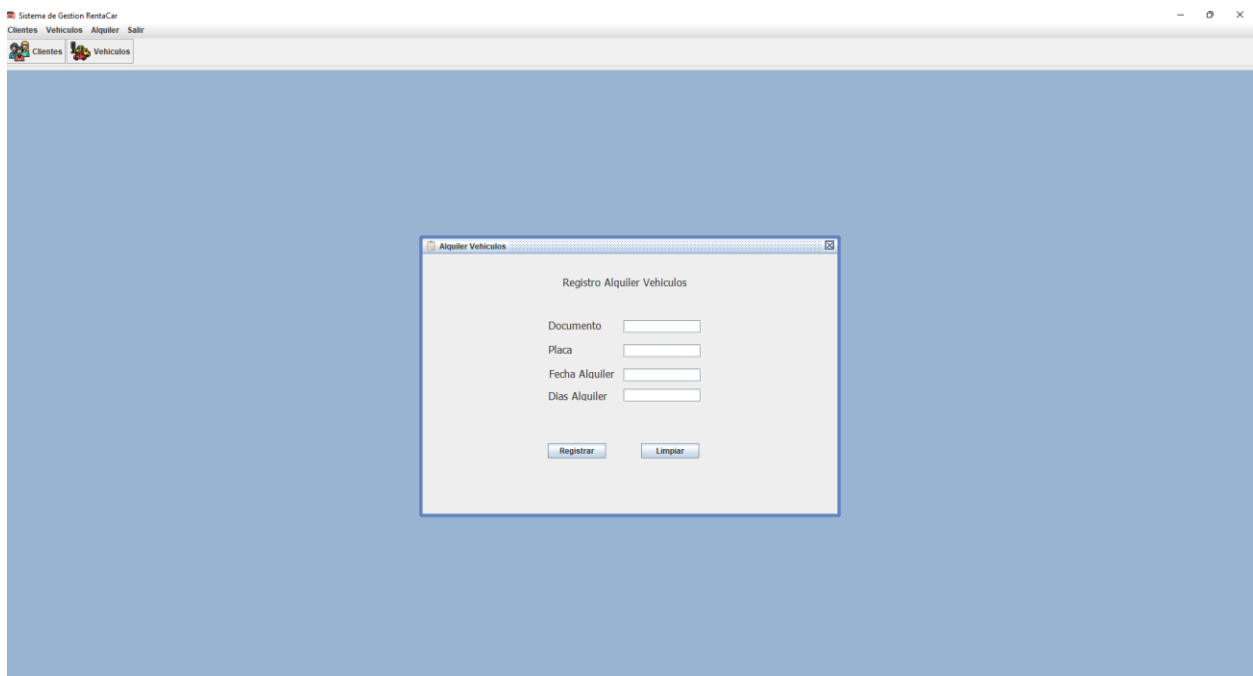 Sistema de Gestion RentaCar
Clientes Vehiculos Alquiler Salir
Clientes Vehiculos
Alquiler Vehiculos
Registro Alquiler Vehiculos
Documento
Placa
Fecha Alquiler
Dias Alquiler
Registrar Limpiar